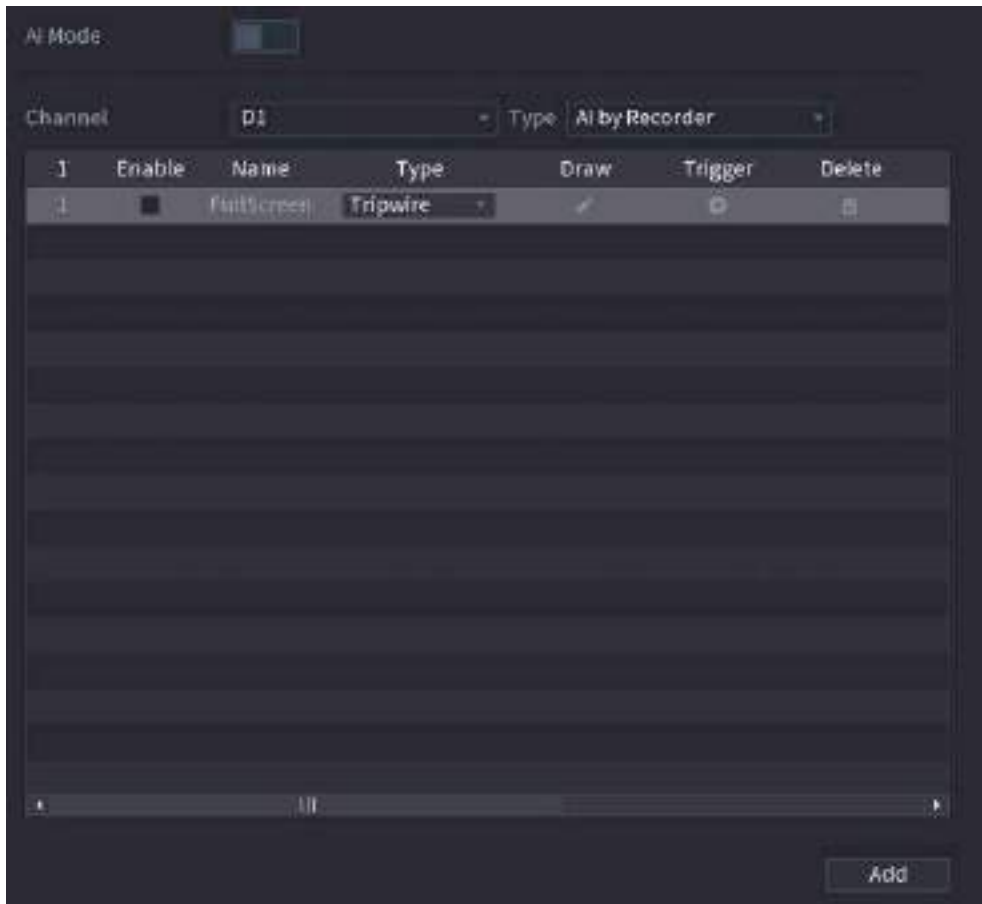 AI Mode
Channel D1 Type AI by Recorder
1 Enable Name Type Draw Trigger Delete
1 FullScreen Tripwire
Add